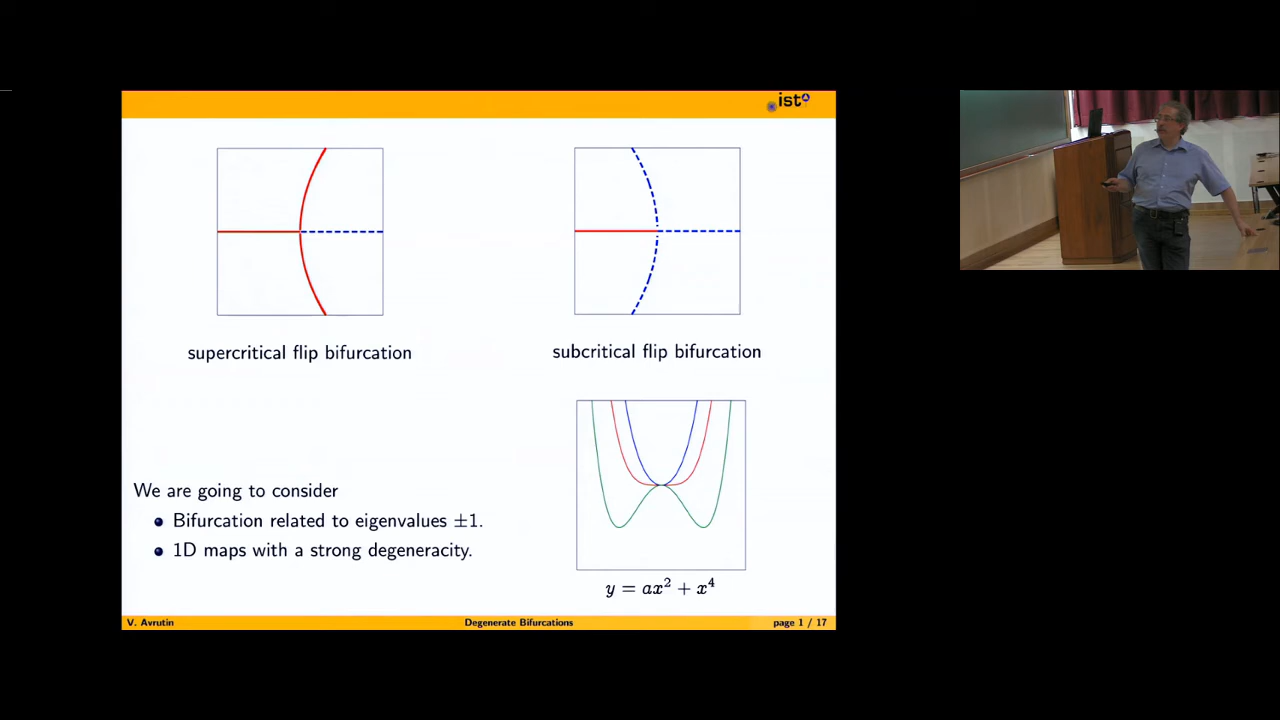 ist
supercritical flip bifurcation
subcritical flip bifurcation
We are going to consider
Bifurcation related to eigenvalues ±1.
1D maps with a strong degeneracity.
y = ax² + x⁴
V. Avrutin
Degenerate Bifurcations
page 1 / 17